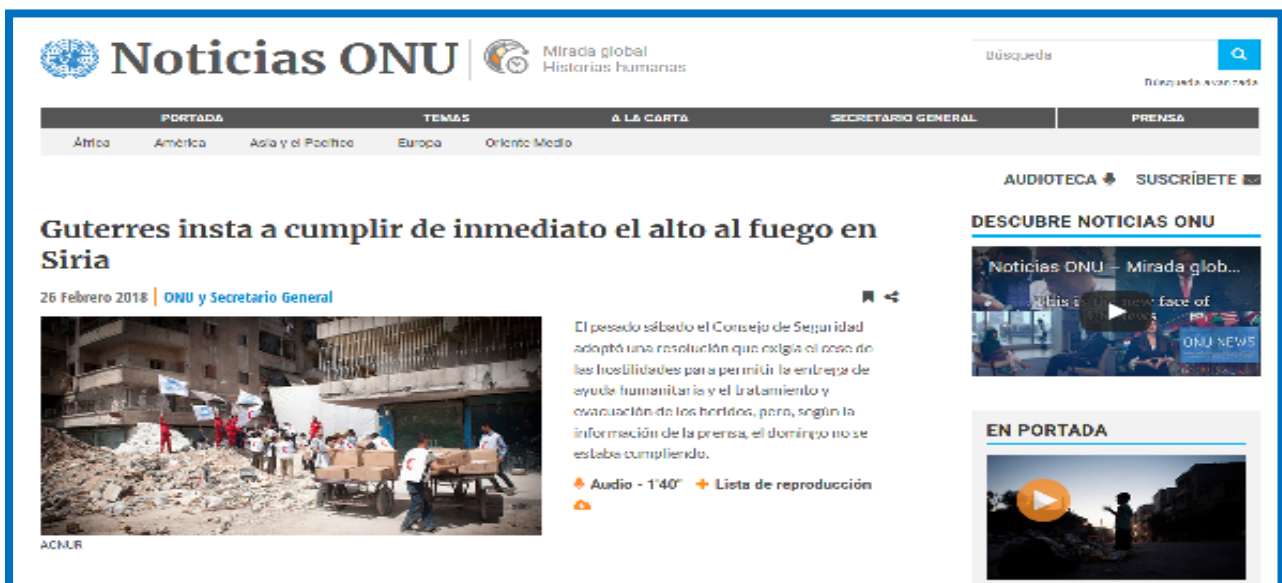 Noticias ONU
Mirada global
Historias humanas
Búsqueda
Búsqueda avanzada
PORTADA TEMAS A LA CARTA SECRETARIO GENERAL PRENSA
África América Asia y el Pacífico Europa Oriente Medio
AUDIOTECA SUSCRÍBETE
Guterres insta a cumplir de inmediato el alto al fuego en
Siria
26 Febrero 2018 | ONU y Secretario General
El pasado sábado el Consejo de Seguridad
adoptó una resolución que exigía el cese de
las hostilidades para permitir la entrega de
ayuda humanitaria y el tratamiento y
evacuación de los heridos, pero, según la
información de la prensa, el domingo no se
estaba cumpliendo.
Audio - 1'40" + Lista de reproducción
ACNUR
DESCUBRE NOTICIAS ONU
Noticias ONU – Mirada glob...
This is the new face of
UN News
ONU NEWS
EN PORTADA